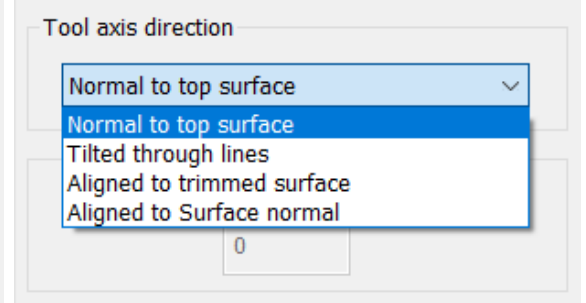 Tool axis direction
Normal to top surface
Normal to top surface
Tilted through lines
Aligned to trimmed surface
Aligned to Surface normal
0